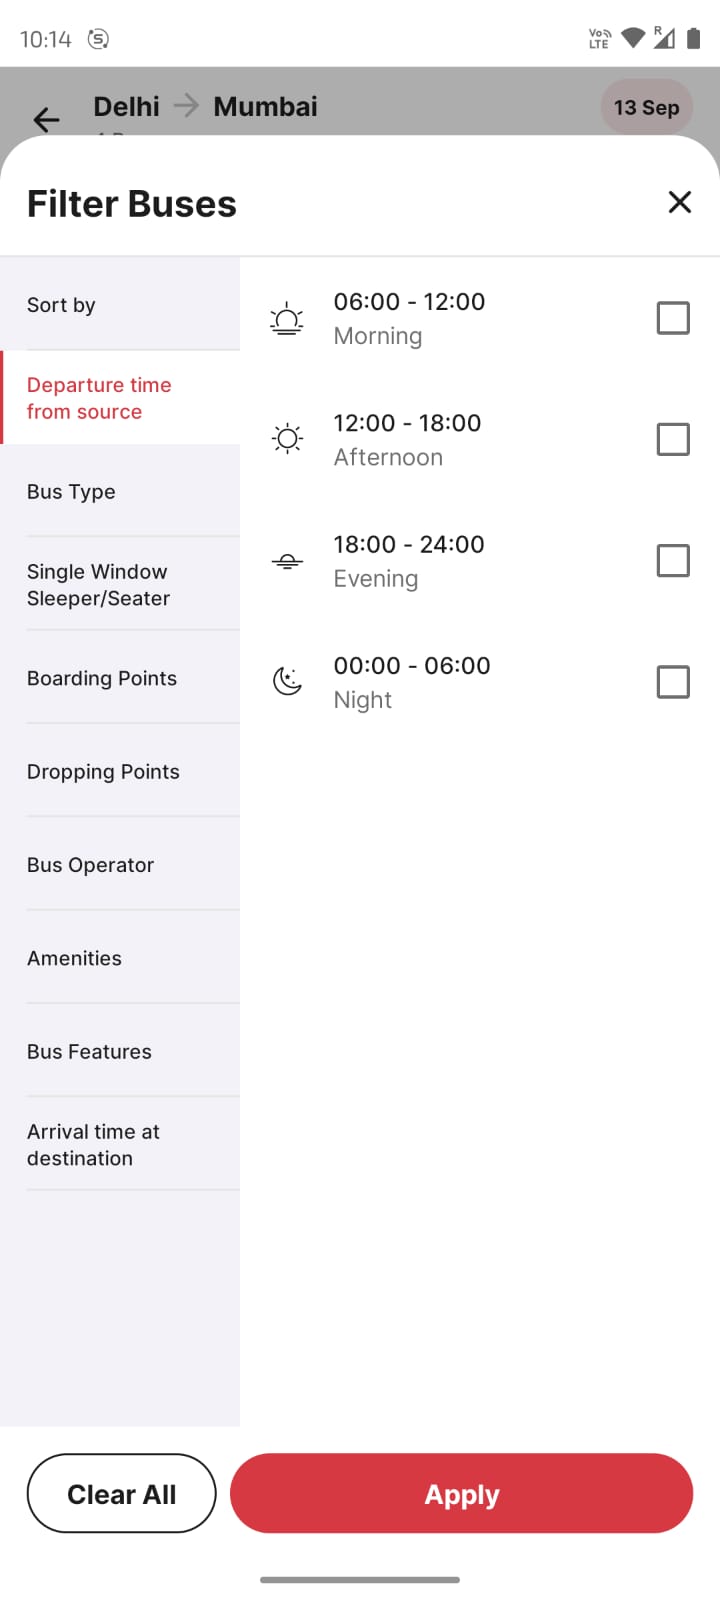 10:14
Vo LTE R
Delhi → Mumbai
13 Sep
Filter Buses
Sort by
Departure time
from source
Bus Type
Single Window
Sleeper/Seater
Boarding Points
Dropping Points
Bus Operator
Amenities
Bus Features
Arrival time at
destination
06:00 - 12:00
Morning
12:00 - 18:00
Afternoon
18:00 - 24:00
Evening
00:00 - 06:00
Night
Clear All
Apply